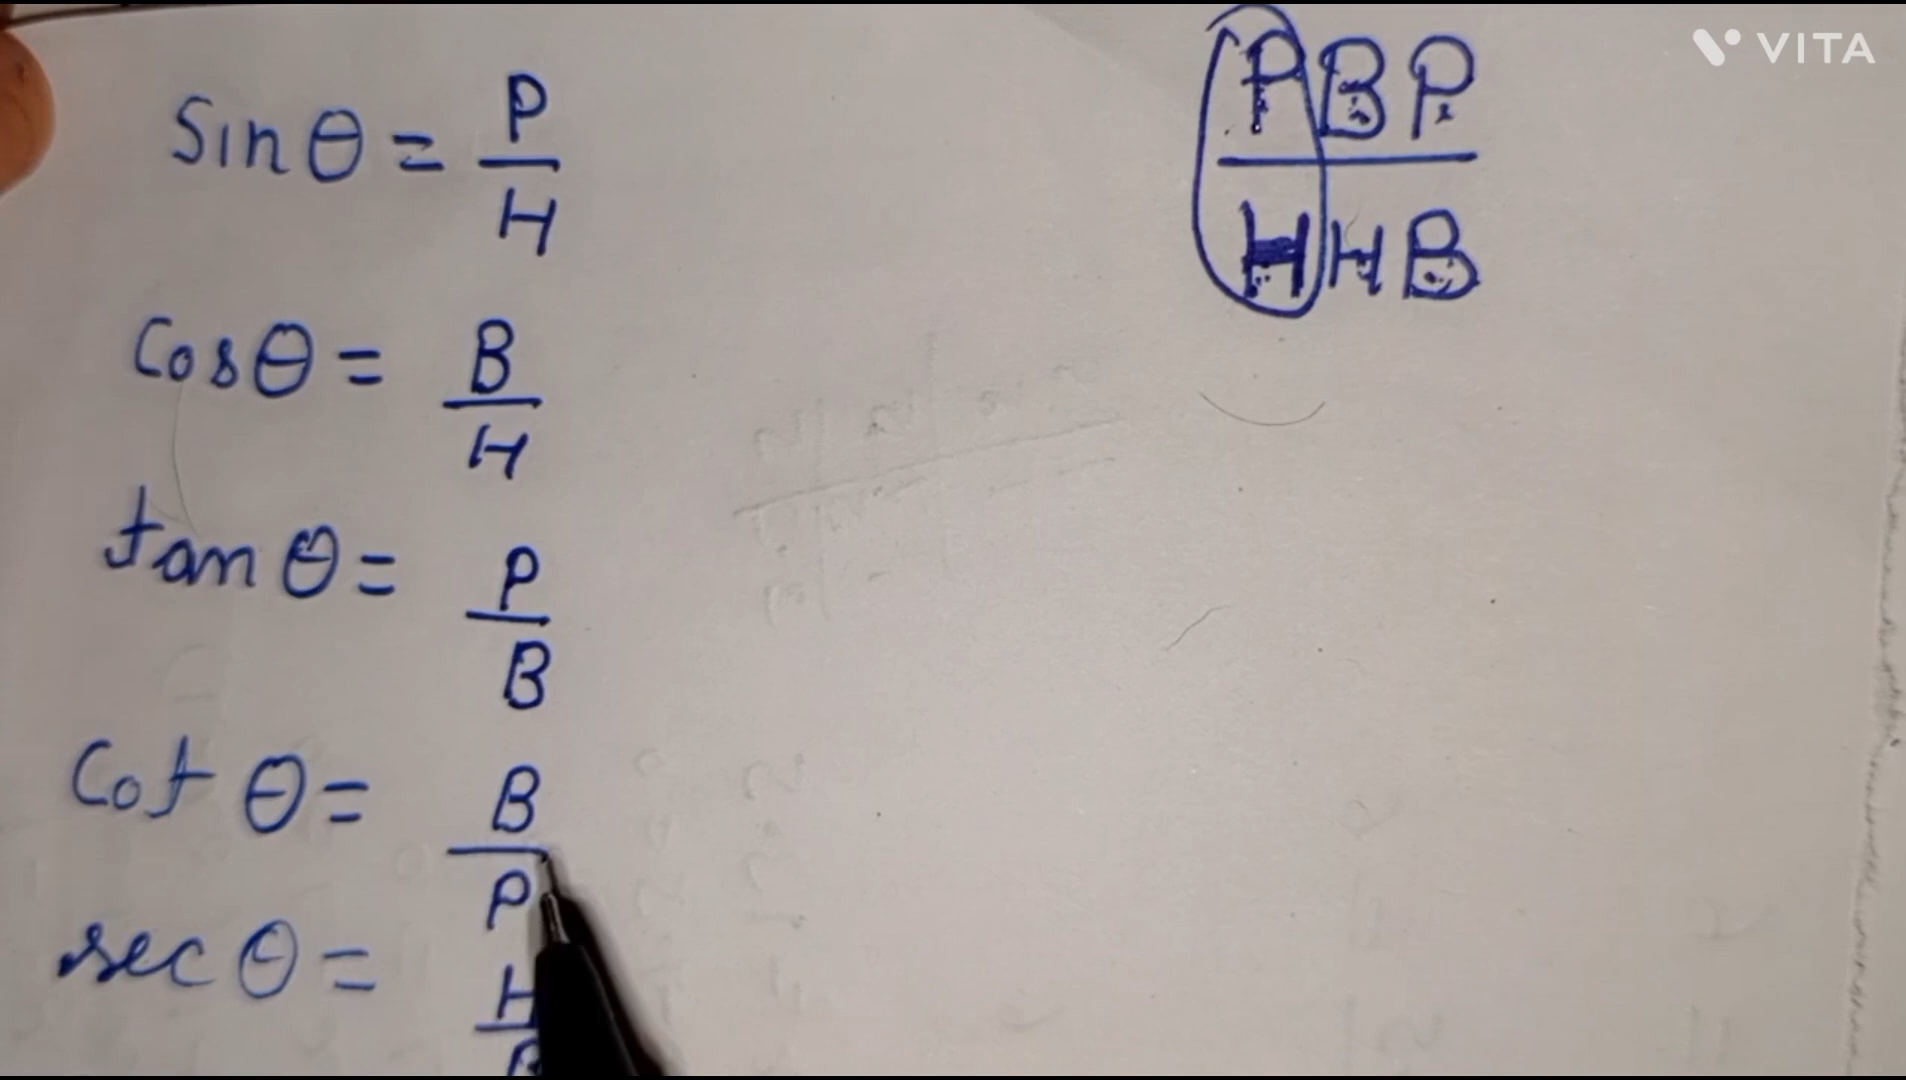 VITA
P B P
H H B
Sin θ = P/H
Cos θ = B/H
tan θ = P/B
Cot θ = B/P
sec θ = H